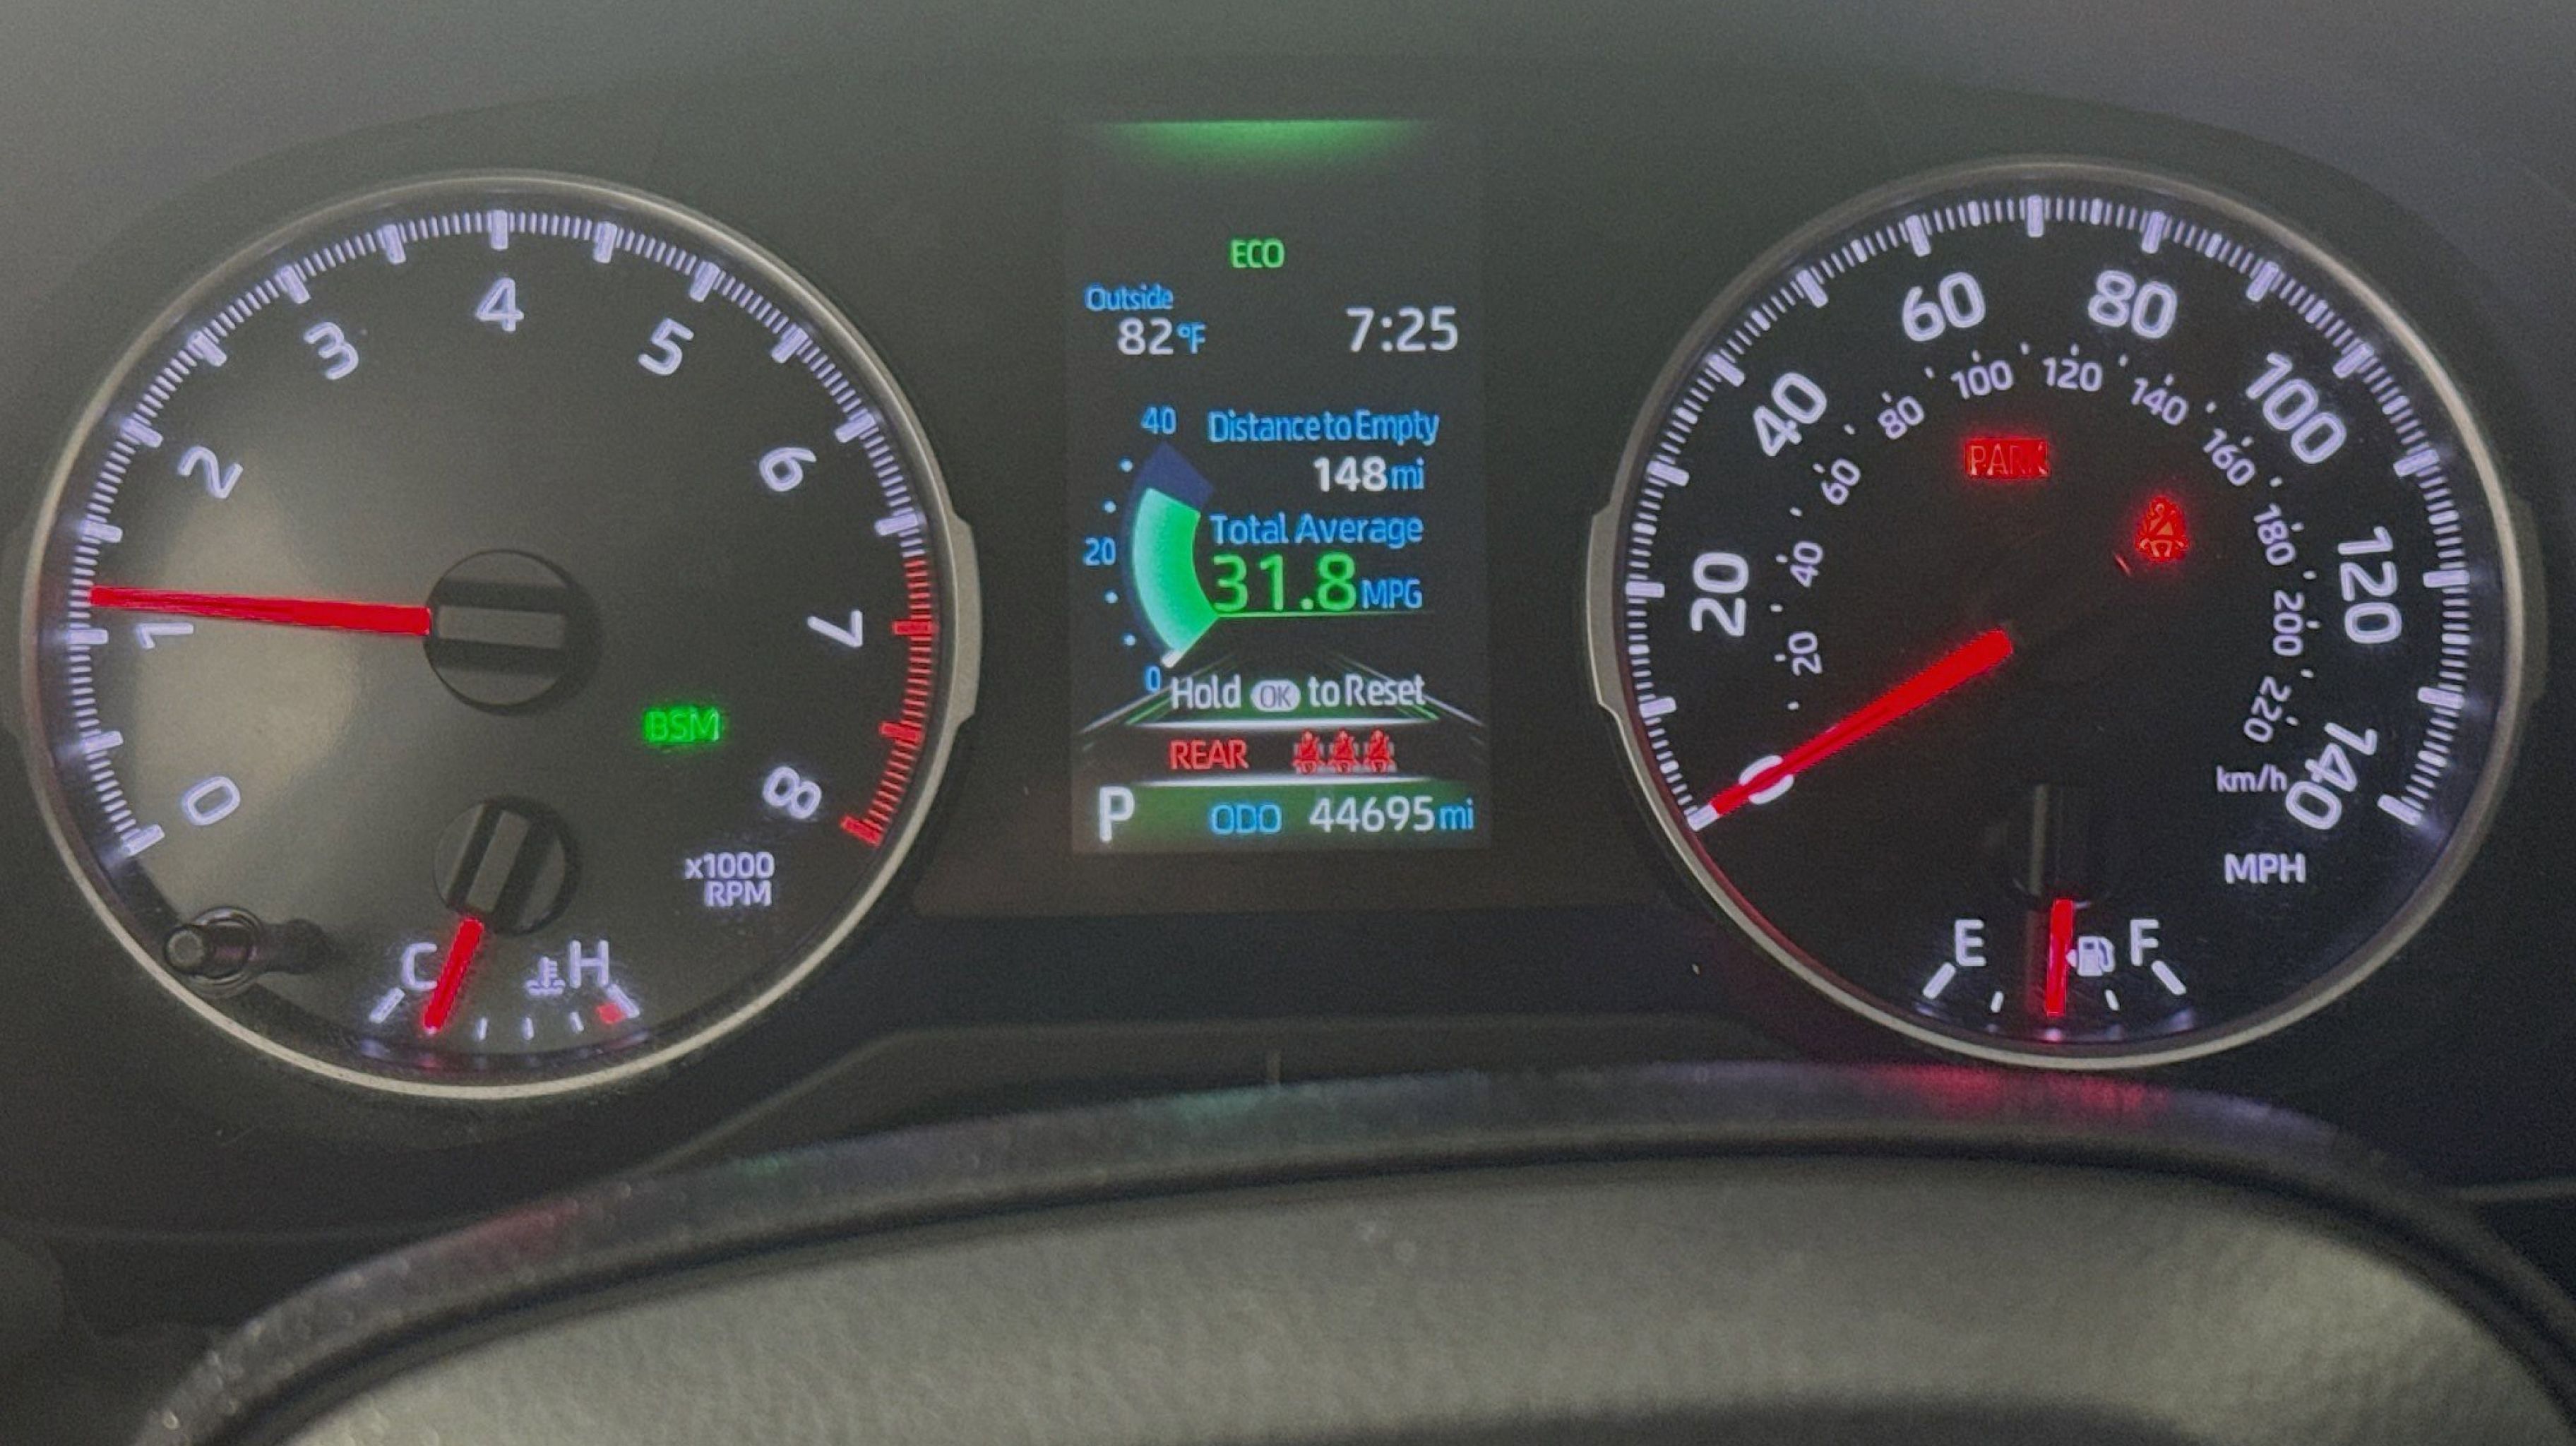 0
1
2
3
4
5
6
7
8
x1000
RPM
BSM
C
H
ECO
Outside
82°F
7:25
40
20
0
Distance to Empty
148 mi
Total Average
31.8 MPG
Hold OK to Reset
REAR
P ODO 44695 mi
0
20
40
60
80
100
120
140
20
40
60
80
100
120
140
160
180
200
220
km/h
MPH
PARK
E
F